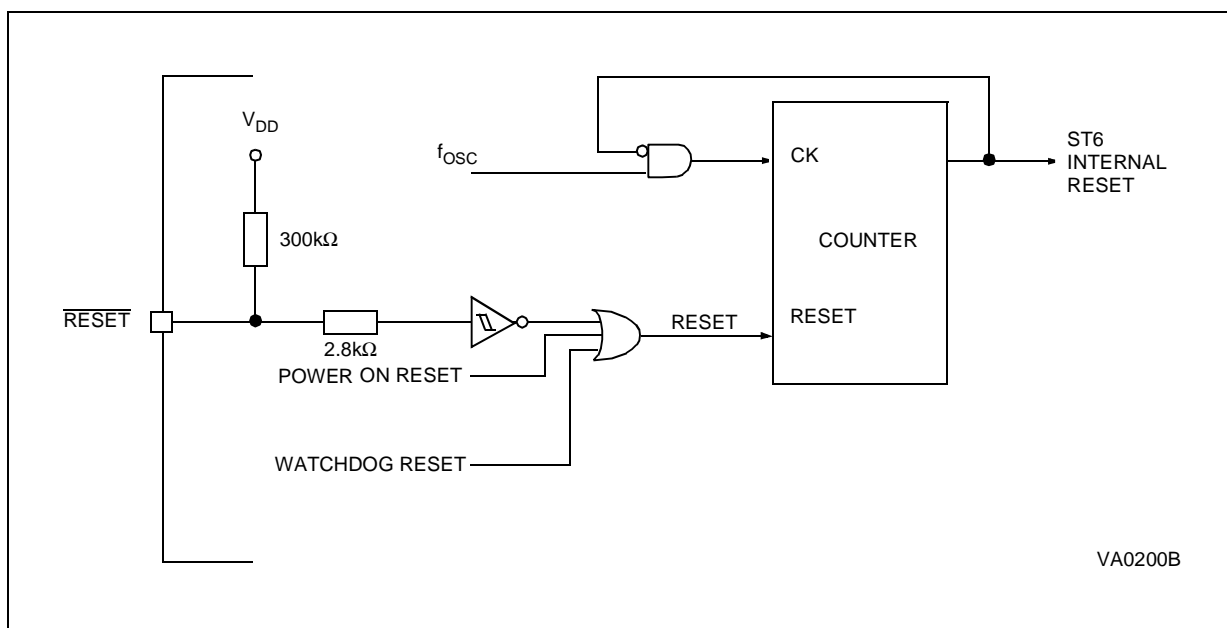 V_DD
f_OSC
CK
ST6
INTERNAL
RESET
300kΩ
COUNTER
RESET
RESET
RESET
2.8kΩ
POWER ON RESET
WATCHDOG RESET
VA0200B